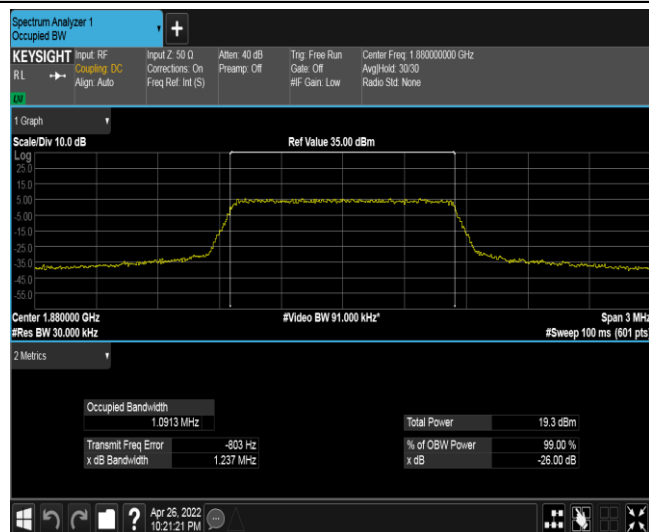 Spectrum Analyzer 1
Occupied BW
+
KEYSIGHT Input: RF Input Z: 50 Ω Atten: 40 dB Trig: Free Run Center Freq: 1.880000000 GHz
RL Coupling: DC Corrections: On Preamp: Off Gate: Off Avg|Hold: 30/30
Align: Auto Freq Ref: Int (S) #IF Gain: Low Radio Std: None
1 Graph
Scale/Div 10.0 dB Ref Value 35.00 dBm
Log
25.0
15.0
5.00
-5.00
-15.0
-25.0
-35.0
-45.0
-55.0
Center 1.880000 GHz #Video BW 91.000 kHz* Span 3 MHz
#Res BW 30.000 kHz #Sweep 100 ms (601 pts)
2 Metrics
Occupied Bandwidth
1.0913 MHz Total Power 19.3 dBm
Transmit Freq Error -803 Hz % of OBW Power 99.00 %
x dB Bandwidth 1.237 MHz x dB -26.00 dB
? Apr 26, 2022
10:21:21 PM